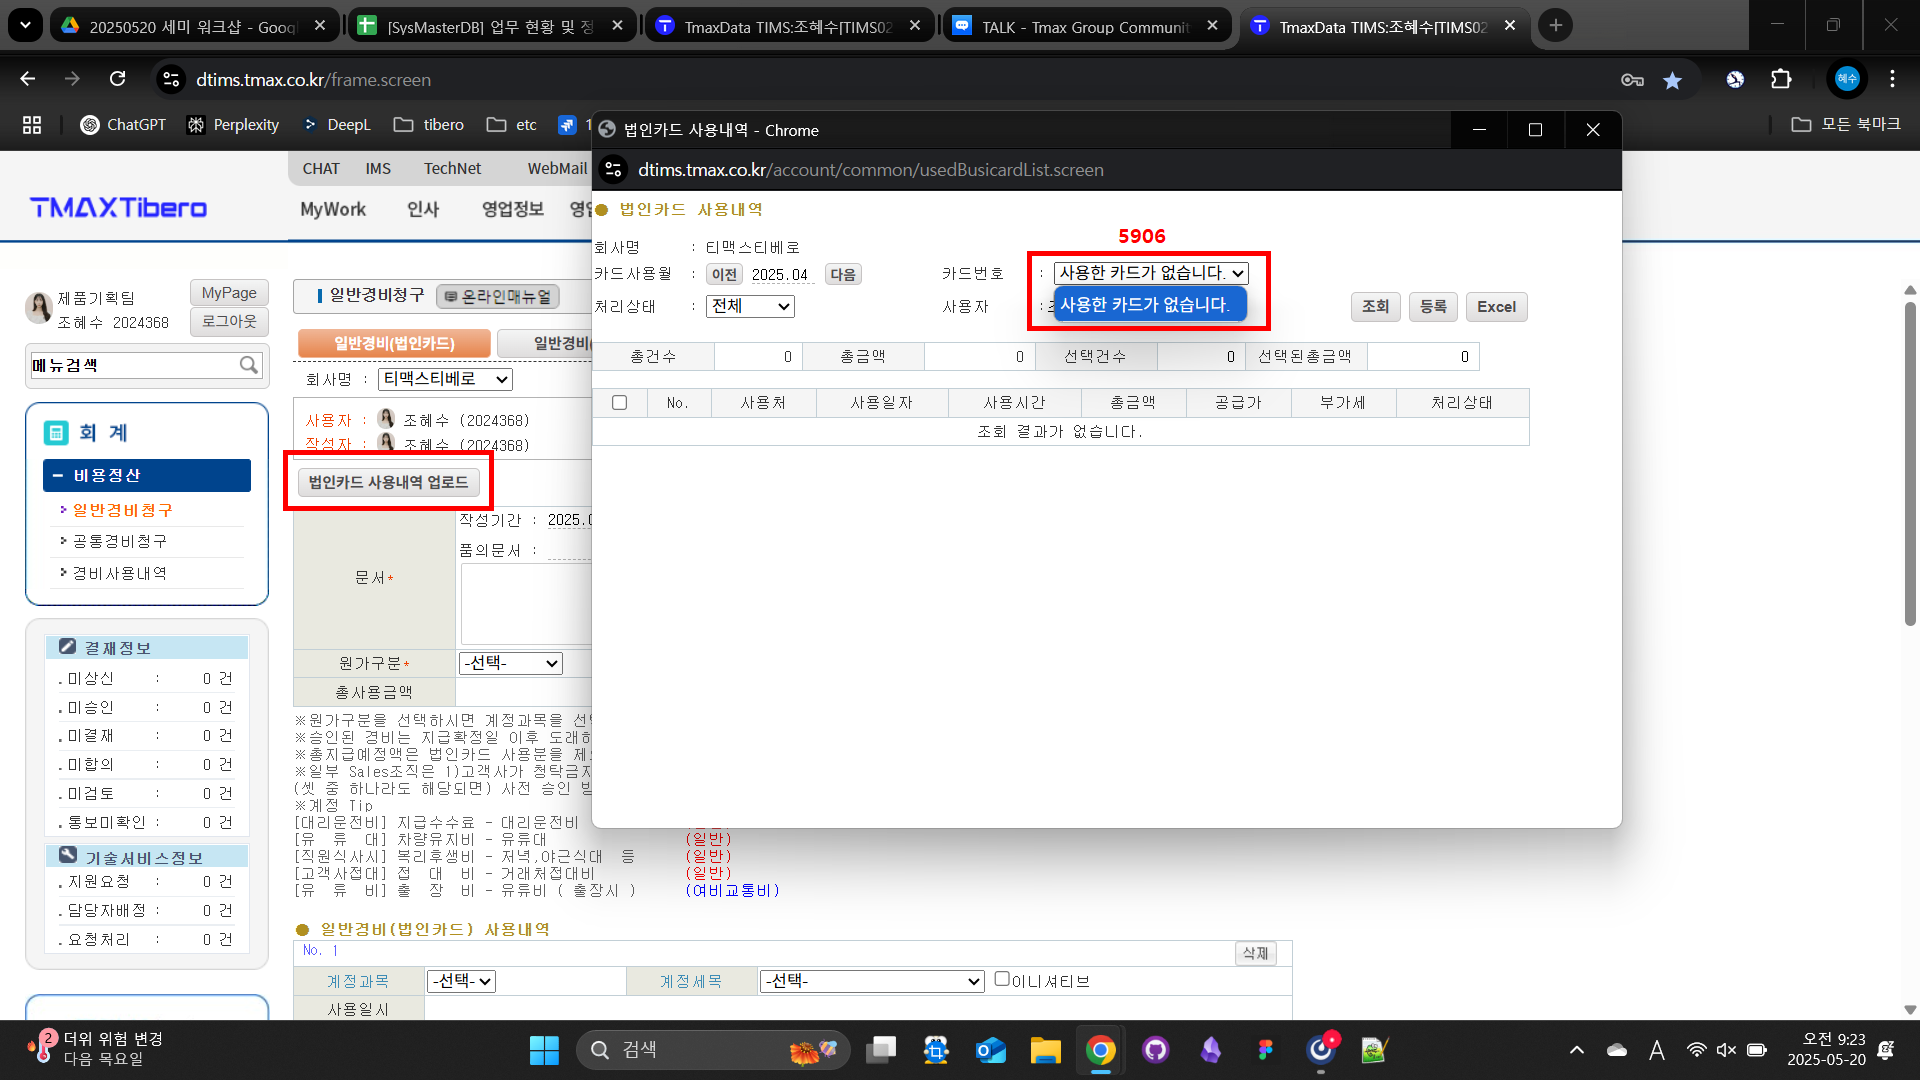 20250520 세미 워크샵 - Goog
[SysMasterDB] 업무 현황 및 정
TmaxData TIMS:조혜수[TIMS02
TALK - Tmax Group Communit
TmaxData TIMS:조혜수[TIMS02
dtims.tmax.co.kr/frame.screen
혜수
ChatGPT
Perplexity
DeepL
tibero
etc
모든 북마크
법인카드 사용내역 - Chrome
dtims.tmax.co.kr/account/common/usedBusicardList.screen
CHAT IMS TechNet WebMail
TMAXTibero
MyWork 인사 영업정보
법인카드 사용내역
5906
회사명 : 티맥스티베로
카드사용월 : 이전 2025.04 다음 카드번호 : 사용한 카드가 없습니다.
사용한 카드가 없습니다.
처리상태 : 전체 사용자 :
조회 등록 Excel
총건수 0 총금액 0 선택건수 0 선택된총금액 0
No. 사용처 사용일자 사용시간 총금액 공급가 부가세 처리상태
조회 결과가 없습니다.
제품기획팀
조혜수 2024368
MyPage
로그아웃
메뉴검색
회 계
– 비용정산
일반경비청구
공통경비청구
경비사용내역
결재정보
.미상신 : 0 건
.미승인 : 0 건
.미결재 : 0 건
.미합의 : 0 건
.미검토 : 0 건
.통보미확인 : 0 건
기술서비스정보
.지원요청 : 0 건
.담당자배정 : 0 건
.요청처리 : 0 건
일반경비청구 온라인매뉴얼
일반경비(법인카드) 일반경비(
회사명 : 티맥스티베로
사용자 : 조혜수 (2024368)
작성자 : 조혜수 (2024368)
법인카드 사용내역 업로드
작성기간 : 2025.0
품의문서 :
문서*
원가구분* -선택-
총사용금액
※원가구분을 선택하시면 계정과목을 선
※승인된 경비는 지급확정일 이후 도래하
※총지급예정액은 법인카드 사용분을 제
※일부 Sales조직은 1)고객사가 청탁금지
(셋 중 하나라도 해당되면) 사전 승인 받
※계정 Tip
[대리운전비] 지급수수료 - 대리운전비
[유 류 대] 차량유지비 - 유류대 (일반)
[직원식사시] 복리후생비 - 저녁,야근식대 등 (일반)
[고객사접대] 접 대 비 - 거래처접대비 (일반)
[유 류 비] 출 장 비 - 유류비 ( 출장시 ) (여비교통비)
일반경비(법인카드) 사용내역
No. 1 삭제
계정과목 -선택- 계정세목 -선택- 이니셔티브
사용일시
2
더위 위험 변경
다음 목요일
검색
A
오전 9:23
2025-05-20